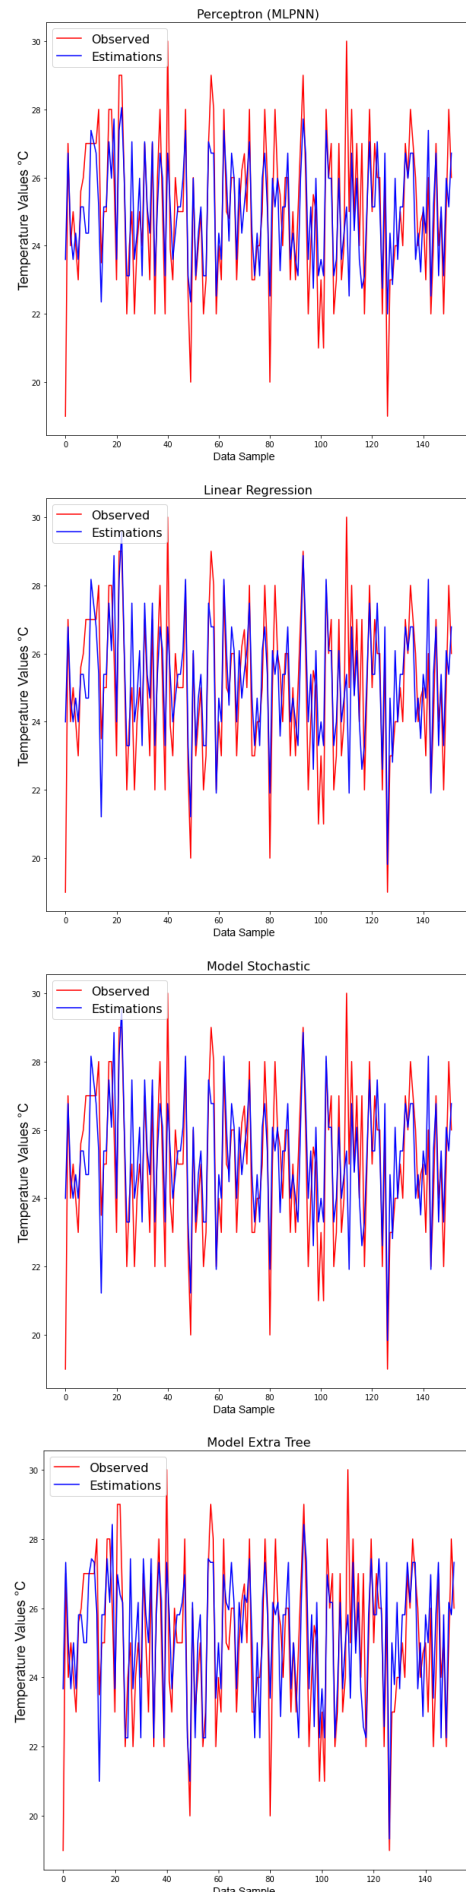 Perceptron (MLPNN)
Observed
Estimations
Temperature Values °C
30
28
26
24
22
20
0 20 40 60 80 100 120 140
Data Sample
Linear Regression
Observed
Estimations
Temperature Values °C
30
28
26
24
22
20
0 20 40 60 80 100 120 140
Data Sample
Model Stochastic
Observed
Estimations
Temperature Values °C
30
28
26
24
22
20
0 20 40 60 80 100 120 140
Data Sample
Model Extra Tree
Observed
Estimations
Temperature Values °C
30
28
26
24
22
20
0 20 40 60 80 100 120 140
Data Sample